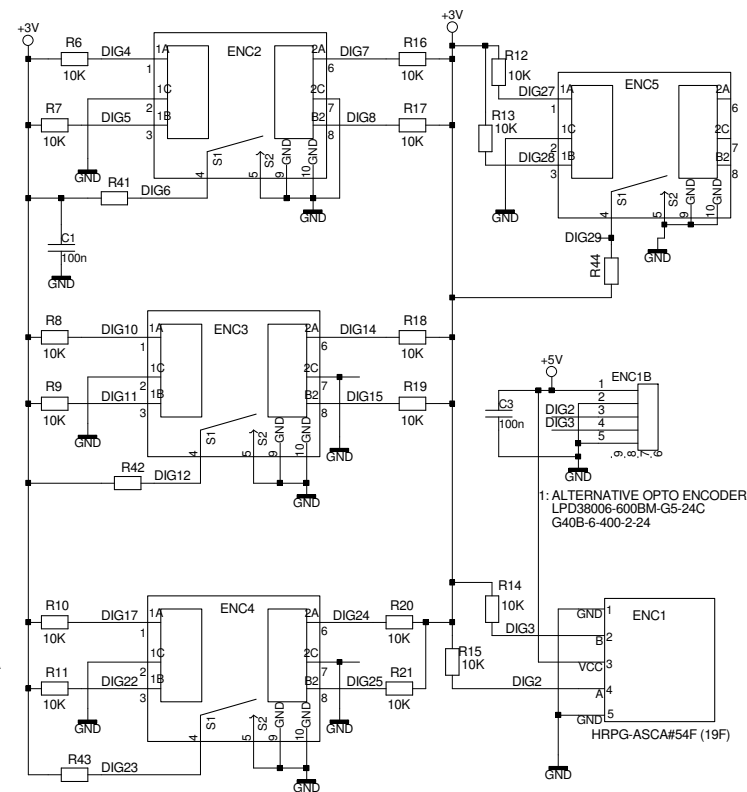 +3V
R6
10K
DIG4
1A
1
ENC2
2A
6
DIG7
R16
10K
1C
2
2C
7
R7
10K
DIG5
1B
3
B2
8
DIG8
R17
10K
GND
R41
DIG6
S1
4
S2
5
GND
9
GND
10
GND
C1
100n
GND
R8
10K
DIG10
1A
1
ENC3
2A
6
DIG14
R18
10K
1C
2
2C
7
R9
10K
DIG11
1B
3
B2
8
DIG15
R19
10K
GND
R42
DIG12
S1
4
S2
5
GND
9
GND
10
GND
GND
R10
10K
DIG17
1A
1
ENC4
2A
6
DIG24
R20
10K
1C
2
2C
7
R11
10K
DIG22
1B
3
B2
8
DIG25
R21
10K
GND
R43
DIG23
S1
4
S2
5
GND
9
GND
10
GND
GND
+3V
R12
10K
DIG27
1A
1
ENC5
2A
6
R13
10K
1C
2
2C
7
DIG28
1B
3
B2
8
GND
S1
4
S2
5
GND
9
GND
10
DIG29
GND
R44
+5V
ENC1B
C3
100n
1
2
DIG2
3
DIG3
4
5
9
8
7
6
GND
1: ALTERNATIVE OPTO ENCODER
LPD38006-600BM-G5-24C
G40B-6-400-2-24
R14
10K
DIG3
R15
10K
DIG2
ENC1
GND
1
B
2
VCC
3
A
4
GND
5
HRPG-ASCA#54F (19F)
GND